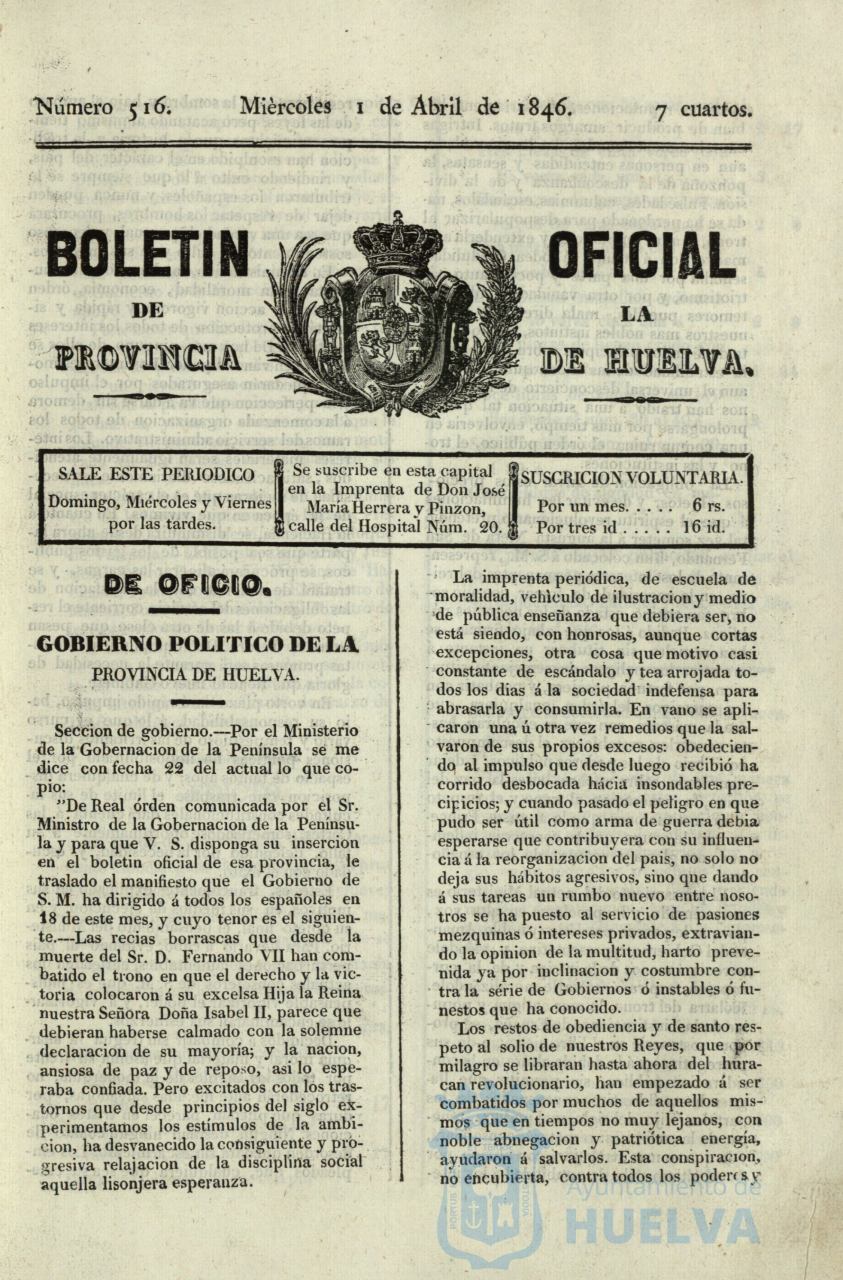 Número 516. Mièrcoles 1 de Abril de 1846. 7 cuartos.
BOLETIN OFICIAL
DE LA
PROVINCIA DE HUELVA.
SALE ESTE PERIODICO
Domingo, Miércoles y Viernes
por las tardes.
Se suscribe en esta capital
en la Imprenta de Don José
María Herrera y Pinzon,
calle del Hospital Núm. 20.
SUSCRICION VOLUNTARIA.
Por un mes. . . . . 6 rs.
Por tres id . . . . . 16 id.
DE OFICIO.
GOBIERNO POLITICO DE LA
PROVINCIA DE HUELVA.
Seccion de gobierno.—Por el Ministerio
de la Gobernacion de la Península se me
dice con fecha 22 del actual lo que co-
pio:
"De Real órden comunicada por el Sr.
Ministro de la Gobernacion de la Penínsu-
la y para que V. S. disponga su insercion
en el boletin oficial de esa provincia, le
traslado el manifiesto que el Gobierno de
S. M. ha dirigido á todos los españoles en
18 de este mes, y cuyo tenor es el siguien-
te.—Las recias borrascas que desde la
muerte del Sr. D. Fernando VII han com-
batido el trono en que el derecho y la vic-
toria colocaron á su excelsa Hija la Reina
nuestra Señora Doña Isabel II, parece que
debieran haberse calmado con la solemne
declaracion de su mayoría; y la nacion,
ansiosa de paz y de reposo, asi lo espe-
raba confiada. Pero excitados con los tras-
tornos que desde principios del siglo ex-
perimentamos los estímulos de la ambi-
cion, ha desvanecido la consiguiente y pro-
gresiva relajacion de la disciplina social
aquella lisonjera esperanza.
La imprenta periódica, de escuela de
moralidad, vehìculo de ilustracion y medio
de pública enseñanza que debiera ser, no
está siendo, con honrosas, aunque cortas
excepciones, otra cosa que motivo casi
constante de escándalo y tea arrojada to-
dos los dias á la sociedad indefensa para
abrasarla y consumirla. En vano se apli-
caron una ú otra vez remedios que la sal-
varon de sus propios excesos: obedecien-
do al impulso que desde luego recibió ha
corrido desbocada hácia insondables pre-
cipicios; y cuando pasado el peligro en que
pudo ser útil como arma de guerra debia
esperarse que contribuyera con su influen-
cia á la reorganizacion del pais, no solo no
deja sus hábitos agresivos, sino que dando
á sus tareas un rumbo nuevo entre noso-
tros se ha puesto al servicio de pasiones
mezquinas ó intereses privados, extravian-
do la opinion de la multitud, harto preve-
nida ya por inclinacion y costumbre con-
tra la série de Gobiernos ó instables ó fu-
nestos que ha conocido.
Los restos de obediencia y de santo res-
peto al solio de nuestros Reyes, que por
milagro se libraran hasta ahora del hura-
can revolucionario, han empezado á ser
combatidos por muchos de aquellos mis-
mos que en tiempos no muy lejanos, con
noble abnegacion y patriótica energía,
ayudaron á salvarlos. Esta conspiracion,
no encubierta, contra todos los poderes y
Ayuntamiento de
HUELVA